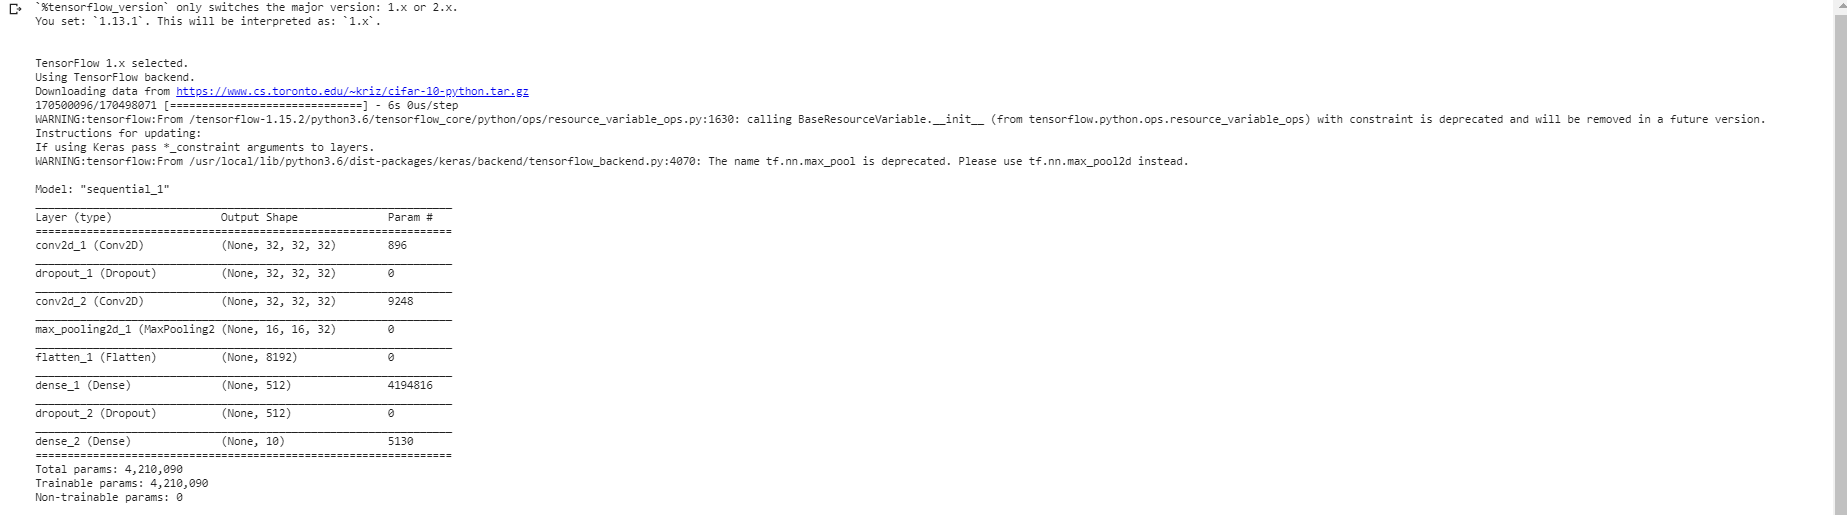 `%tensorflow_version` only switches the major version: 1.x or 2.x.
You set: `1.13.1`. This will be interpreted as: `1.x`.
TensorFlow 1.x selected.
Using TensorFlow backend.
Downloading data from https://www.cs.toronto.edu/~kriz/cifar-10-python.tar.gz
170500096/170498071 [==============================] - 6s 0us/step
WARNING:tensorflow:From /tensorflow-1.15.2/python3.6/tensorflow_core/python/ops/resource_variable_ops.py:1630: calling BaseResourceVariable.__init__ (from tensorflow.python.ops.resource_variable_ops) with constraint is deprecated and will be removed in a future version.
Instructions for updating:
If using Keras pass *_constraint arguments to layers.
WARNING:tensorflow:From /usr/local/lib/python3.6/dist-packages/keras/backend/tensorflow_backend.py:4070: The name tf.nn.max_pool is deprecated. Please use tf.nn.max_pool2d instead.
Model: "sequential_1"
_________________________________________________________________
Layer (type)                 Output Shape              Param #
=================================================================
conv2d_1 (Conv2D)            (None, 32, 32, 32)        896
_________________________________________________________________
dropout_1 (Dropout)          (None, 32, 32, 32)        0
_________________________________________________________________
conv2d_2 (Conv2D)            (None, 32, 32, 32)        9248
_________________________________________________________________
max_pooling2d_1 (MaxPooling2 (None, 16, 16, 32)        0
_________________________________________________________________
flatten_1 (Flatten)          (None, 8192)              0
_________________________________________________________________
dense_1 (Dense)              (None, 512)               4194816
_________________________________________________________________
dropout_2 (Dropout)          (None, 512)               0
_________________________________________________________________
dense_2 (Dense)              (None, 10)                5130
=================================================================
Total params: 4,210,090
Trainable params: 4,210,090
Non-trainable params: 0